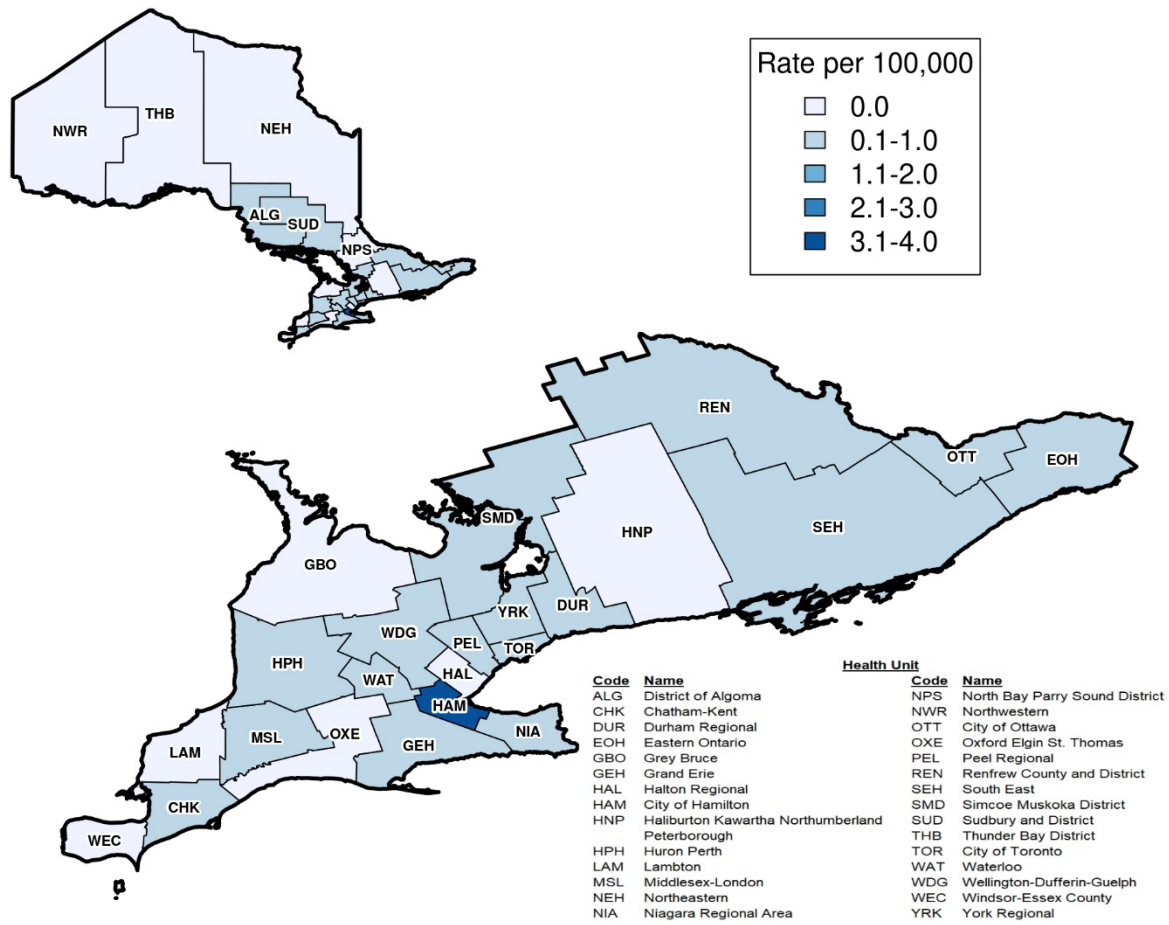 Rate per 100,000
0.0
0.1-1.0
1.1-2.0
2.1-3.0
3.1-4.0
NWR
THB
NEH
ALG
SUD
NPS
REN
OTT
EOH
SMD
SEH
HNP
GBO
YRK
DUR
WDG
PEL
TOR
HPH
WAT
HAL
HAM
NIA
MSL
OXE
GEH
LAM
CHK
WEC
Health Unit
Code Name
ALG District of Algoma
CHK Chatham-Kent
DUR Durham Regional
EOH Eastern Ontario
GBO Grey Bruce
GEH Grand Erie
HAL Halton Regional
HAM City of Hamilton
HNP Haliburton Kawartha Northumberland
Peterborough
HPH Huron Perth
LAM Lambton
MSL Middlesex-London
NEH Northeastern
NIA Niagara Regional Area
Code Name
NPS North Bay Parry Sound District
NWR Northwestern
OTT City of Ottawa
OXE Oxford Elgin St. Thomas
PEL Peel Regional
REN Renfrew County and District
SEH South East
SMD Simcoe Muskoka District
SUD Sudbury and District
THB Thunder Bay District
TOR City of Toronto
WAT Waterloo
WDG Wellington-Dufferin-Guelph
WEC Windsor-Essex County
YRK York Regional